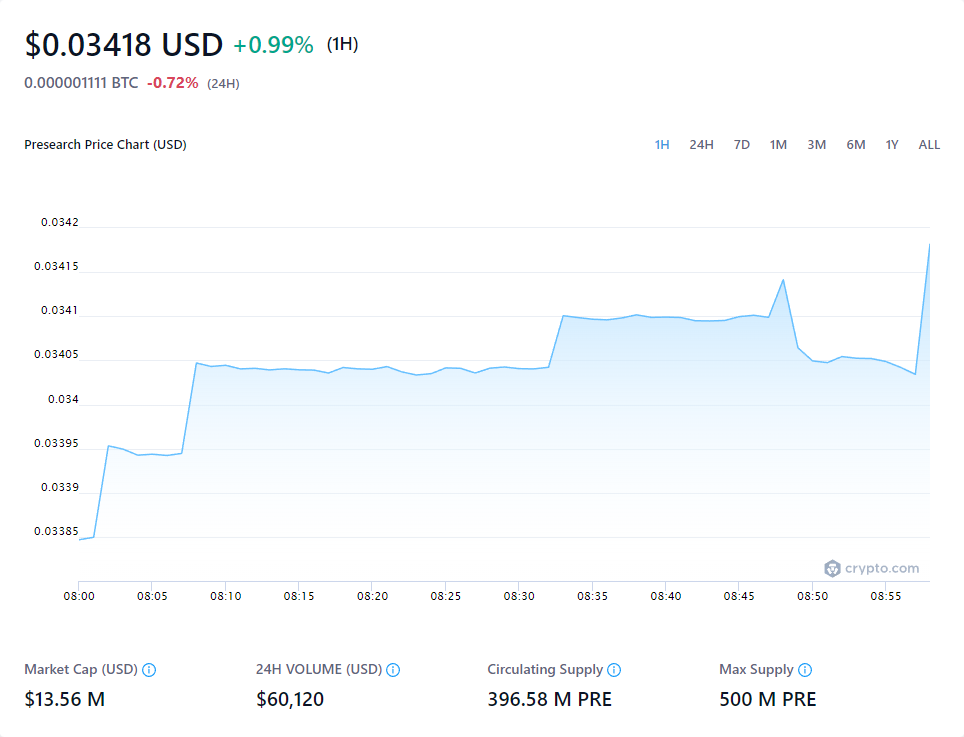 $0.03418 USD +0.99% (1H)
0.000001111 BTC -0.72% (24H)
Presearch Price Chart (USD) 1H 24H 7D 1M 3M 6M 1Y ALL
0.0342
0.03415
0.0341
0.03405
0.034
0.03395
0.0339
0.03385
crypto.com
08:00 08:05 08:10 08:15 08:20 08:25 08:30 08:35 08:40 08:45 08:50 08:55
Market Cap (USD) 24H VOLUME (USD) Circulating Supply Max Supply
$13.56 M $60,120 396.58 M PRE 500 M PRE